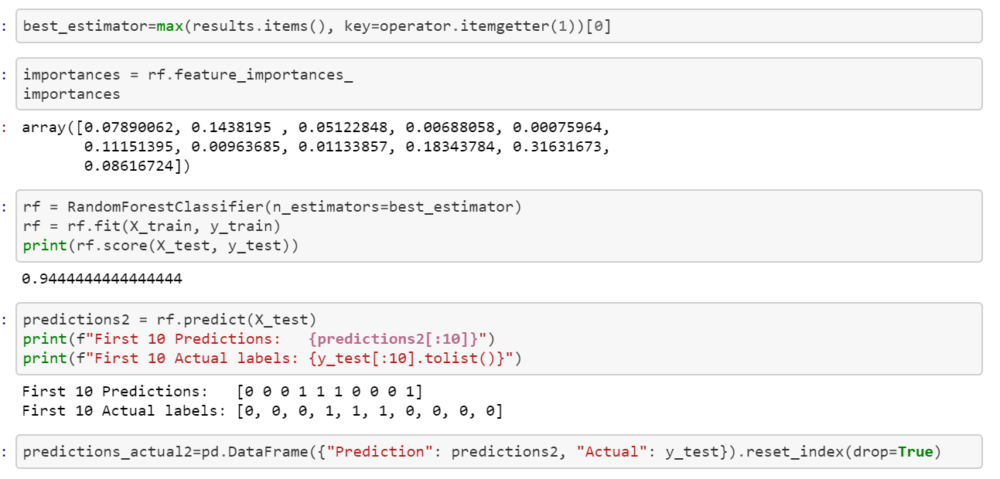 : best_estimator=max(results.items(), key=operator.itemgetter(1))[0]
: importances = rf.feature_importances_
importances
: array([0.07890062, 0.1438195 , 0.05122848, 0.00688058, 0.00075964,
0.11151395, 0.00963685, 0.01133857, 0.18343784, 0.31631673,
0.08616724])
: rf = RandomForestClassifier(n_estimators=best_estimator)
rf = rf.fit(X_train, y_train)
print(rf.score(X_test, y_test))
0.9444444444444444
: predictions2 = rf.predict(X_test)
print(f"First 10 Predictions:   {predictions2[:10]}")
print(f"First 10 Actual labels: {y_test[:10].tolist()}")
First 10 Predictions:   [0 0 0 1 1 1 0 0 0 1]
First 10 Actual labels: [0, 0, 0, 1, 1, 1, 0, 0, 0, 0]
: predictions_actual2=pd.DataFrame({"Prediction": predictions2, "Actual": y_test}).reset_index(drop=True)